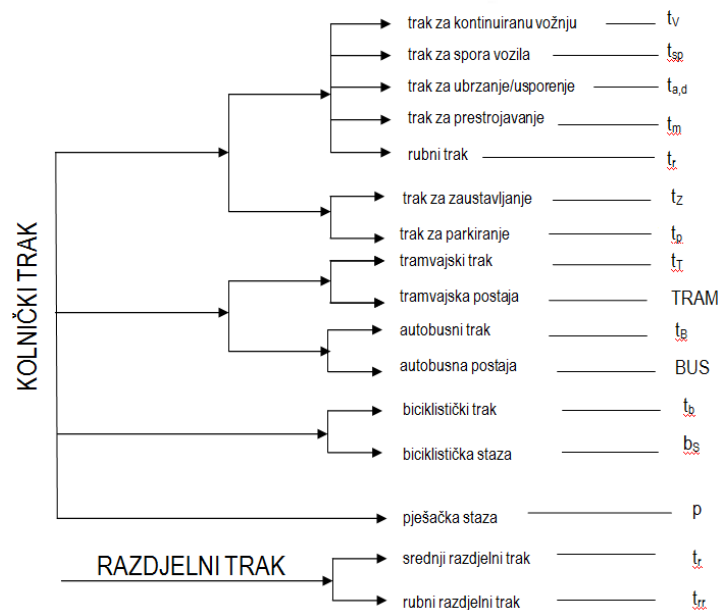 KOLNIČKI TRAK
trak za kontinuiranu vožnju tV
trak za spora vozila tsp
trak za ubrzanje/usporenje ta,d
trak za prestrojavanje tm
rubni trak tr
trak za zaustavljanje tZ
trak za parkiranje tp
tramvajski trak tT
tramvajska postaja TRAM
autobusni trak tB
autobusna postaja BUS
biciklistički trak tb
biciklistička staza bS
pješačka staza p
RAZDJELNI TRAK
srednji razdjelni trak tr
rubni razdjelni trak trr